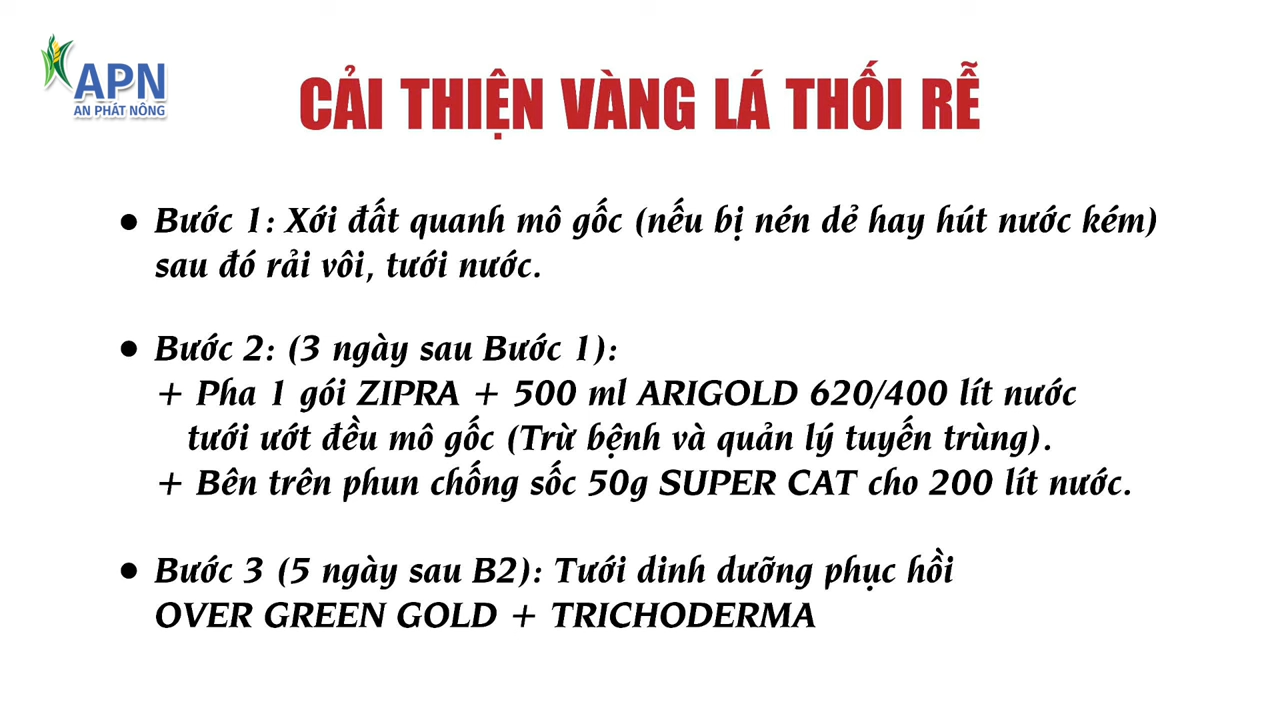 APN
AN PHÁT NÔNG
CẢI THIỆN VÀNG LÁ THỐI RỄ
● Bước 1: Xới đất quanh mô gốc (nếu bị nén dẻ hay hút nước kém)
sau đó rải vôi, tưới nước.
● Bước 2: (3 ngày sau Bước 1):
+ Pha 1 gói ZIPRA + 500 ml ARIGOLD 620/400 lít nước
tưới ướt đều mô gốc (Trừ bệnh và quản lý tuyến trùng).
+ Bên trên phun chống sốc 50g SUPER CAT cho 200 lít nước.
● Bước 3 (5 ngày sau B2): Tưới dinh dưỡng phục hồi
OVER GREEN GOLD + TRICHODERMA